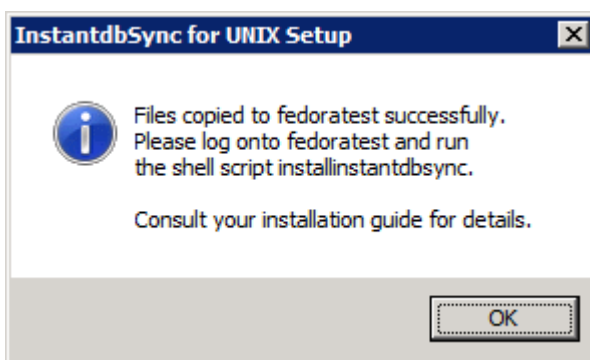 InstantdbSync for UNIX Setup
Files copied to fedoratest successfully.
Please log onto fedoratest and run
the shell script installinstantdbsync.
Consult your installation guide for details.
OK